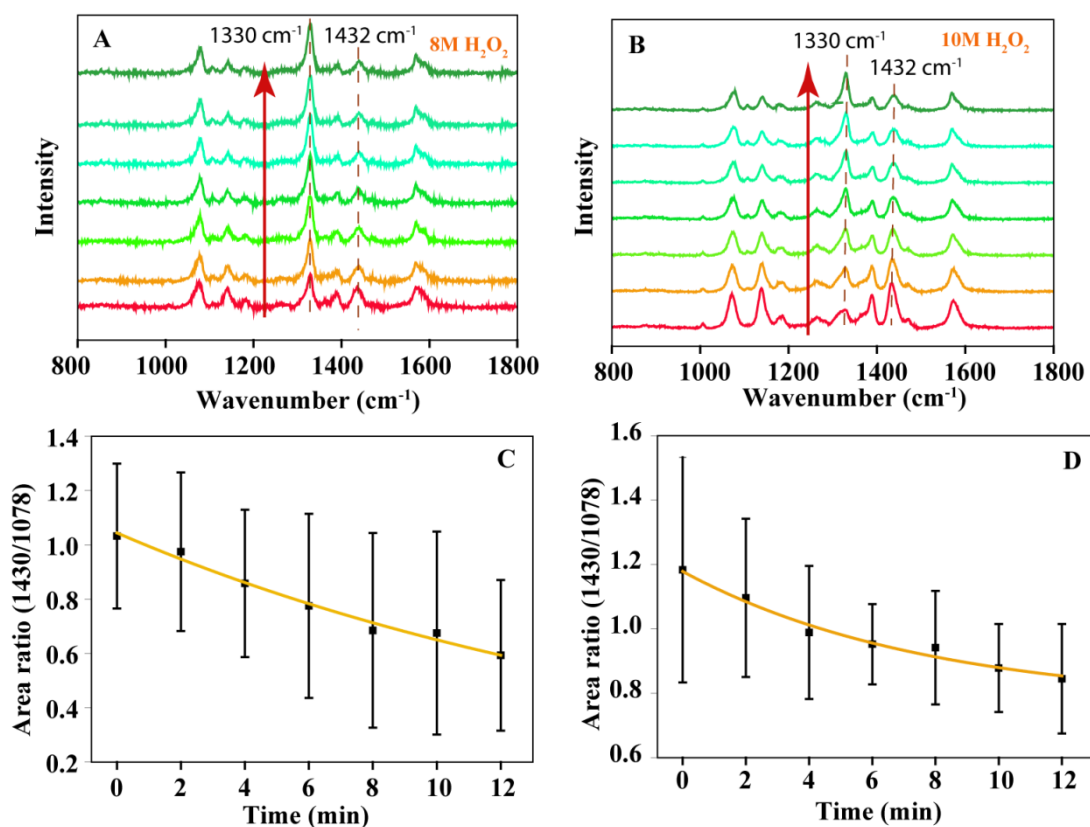 A
1330 cm⁻¹
1432 cm⁻¹
8M H₂O₂
Intensity
800
1000
1200
1400
1600
1800
Wavenumber (cm⁻¹)
B
10M H₂O₂
1330 cm⁻¹
1432 cm⁻¹
Intensity
800
1000
1200
1400
1600
1800
Wavenumber (cm⁻¹)
C
Area ratio (1430/1078)
1.4
1.2
1.0
0.8
0.6
0.4
0.2
0
2
4
6
8
10
12
Time (min)
D
Area ratio (1430/1078)
1.6
1.4
1.2
1.0
0.8
0.6
0
2
4
6
8
10
12
Time (min)